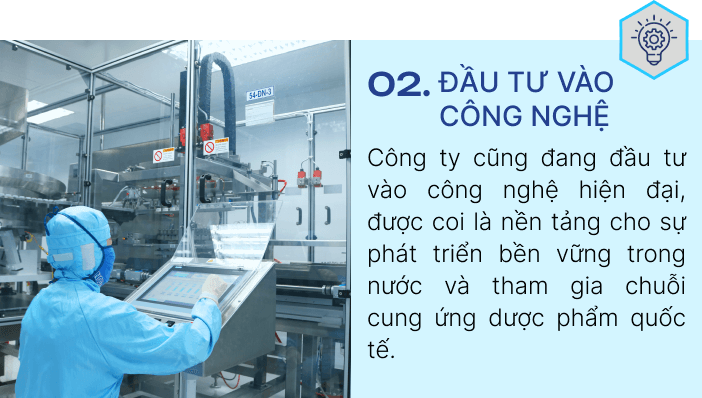 S4-ĐN-3
02. ĐẦU TƯ VÀO
CÔNG NGHỆ
Công ty cũng đang đầu tư
vào công nghệ hiện đại,
được coi là nền tảng cho sự
phát triển bền vững trong
nước và tham gia chuỗi
cung ứng dược phẩm quốc
tế.